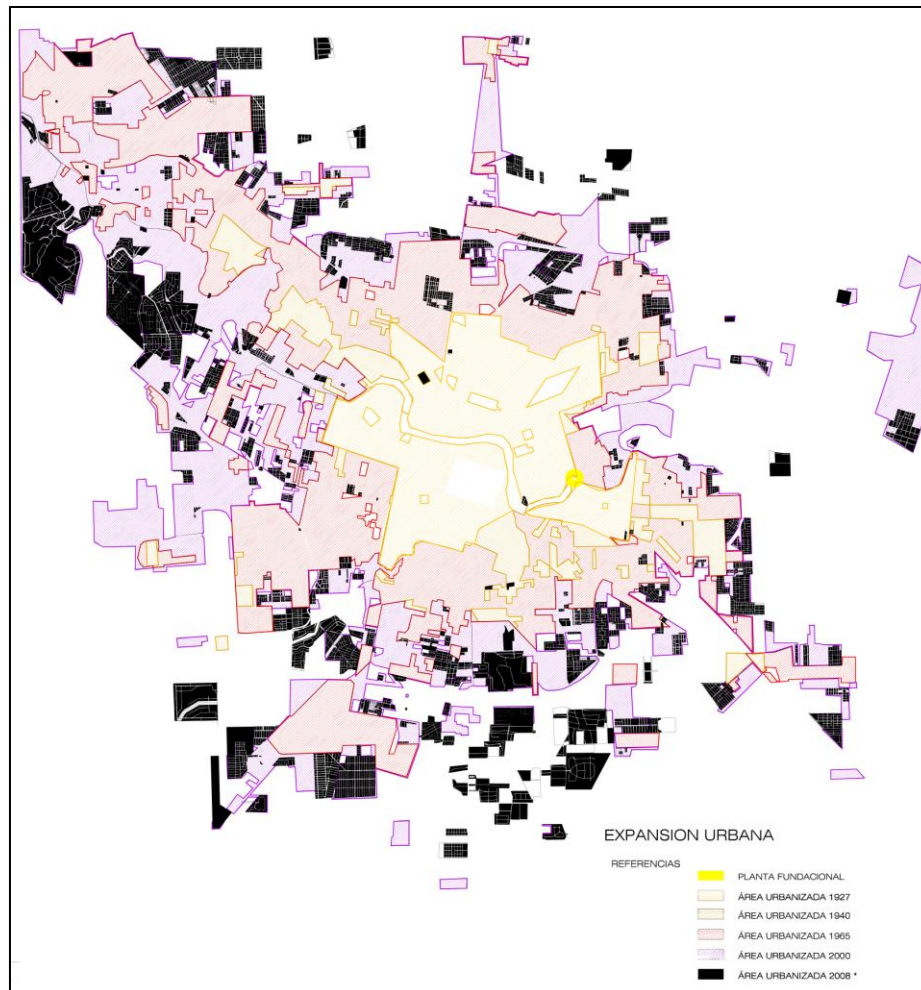 EXPANSION URBANA
REFERENCIAS
PLANTA FUNDACIONAL
ÁREA URBANIZADA 1927
ÁREA URBANIZADA 1940
ÁREA URBANIZADA 1965
ÁREA URBANIZADA 2000
ÁREA URBANIZADA 2008 *